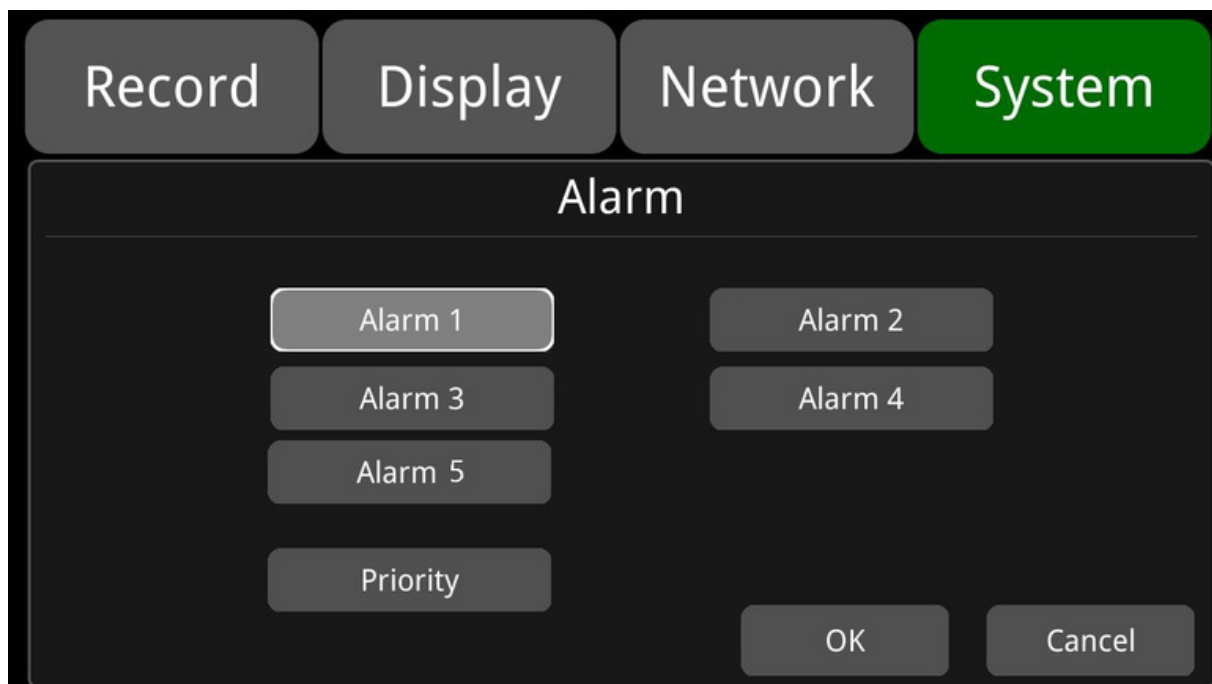 Record Display Network System
Alarm
Alarm 1 Alarm 2
Alarm 3 Alarm 4
Alarm 5
Priority
OK Cancel